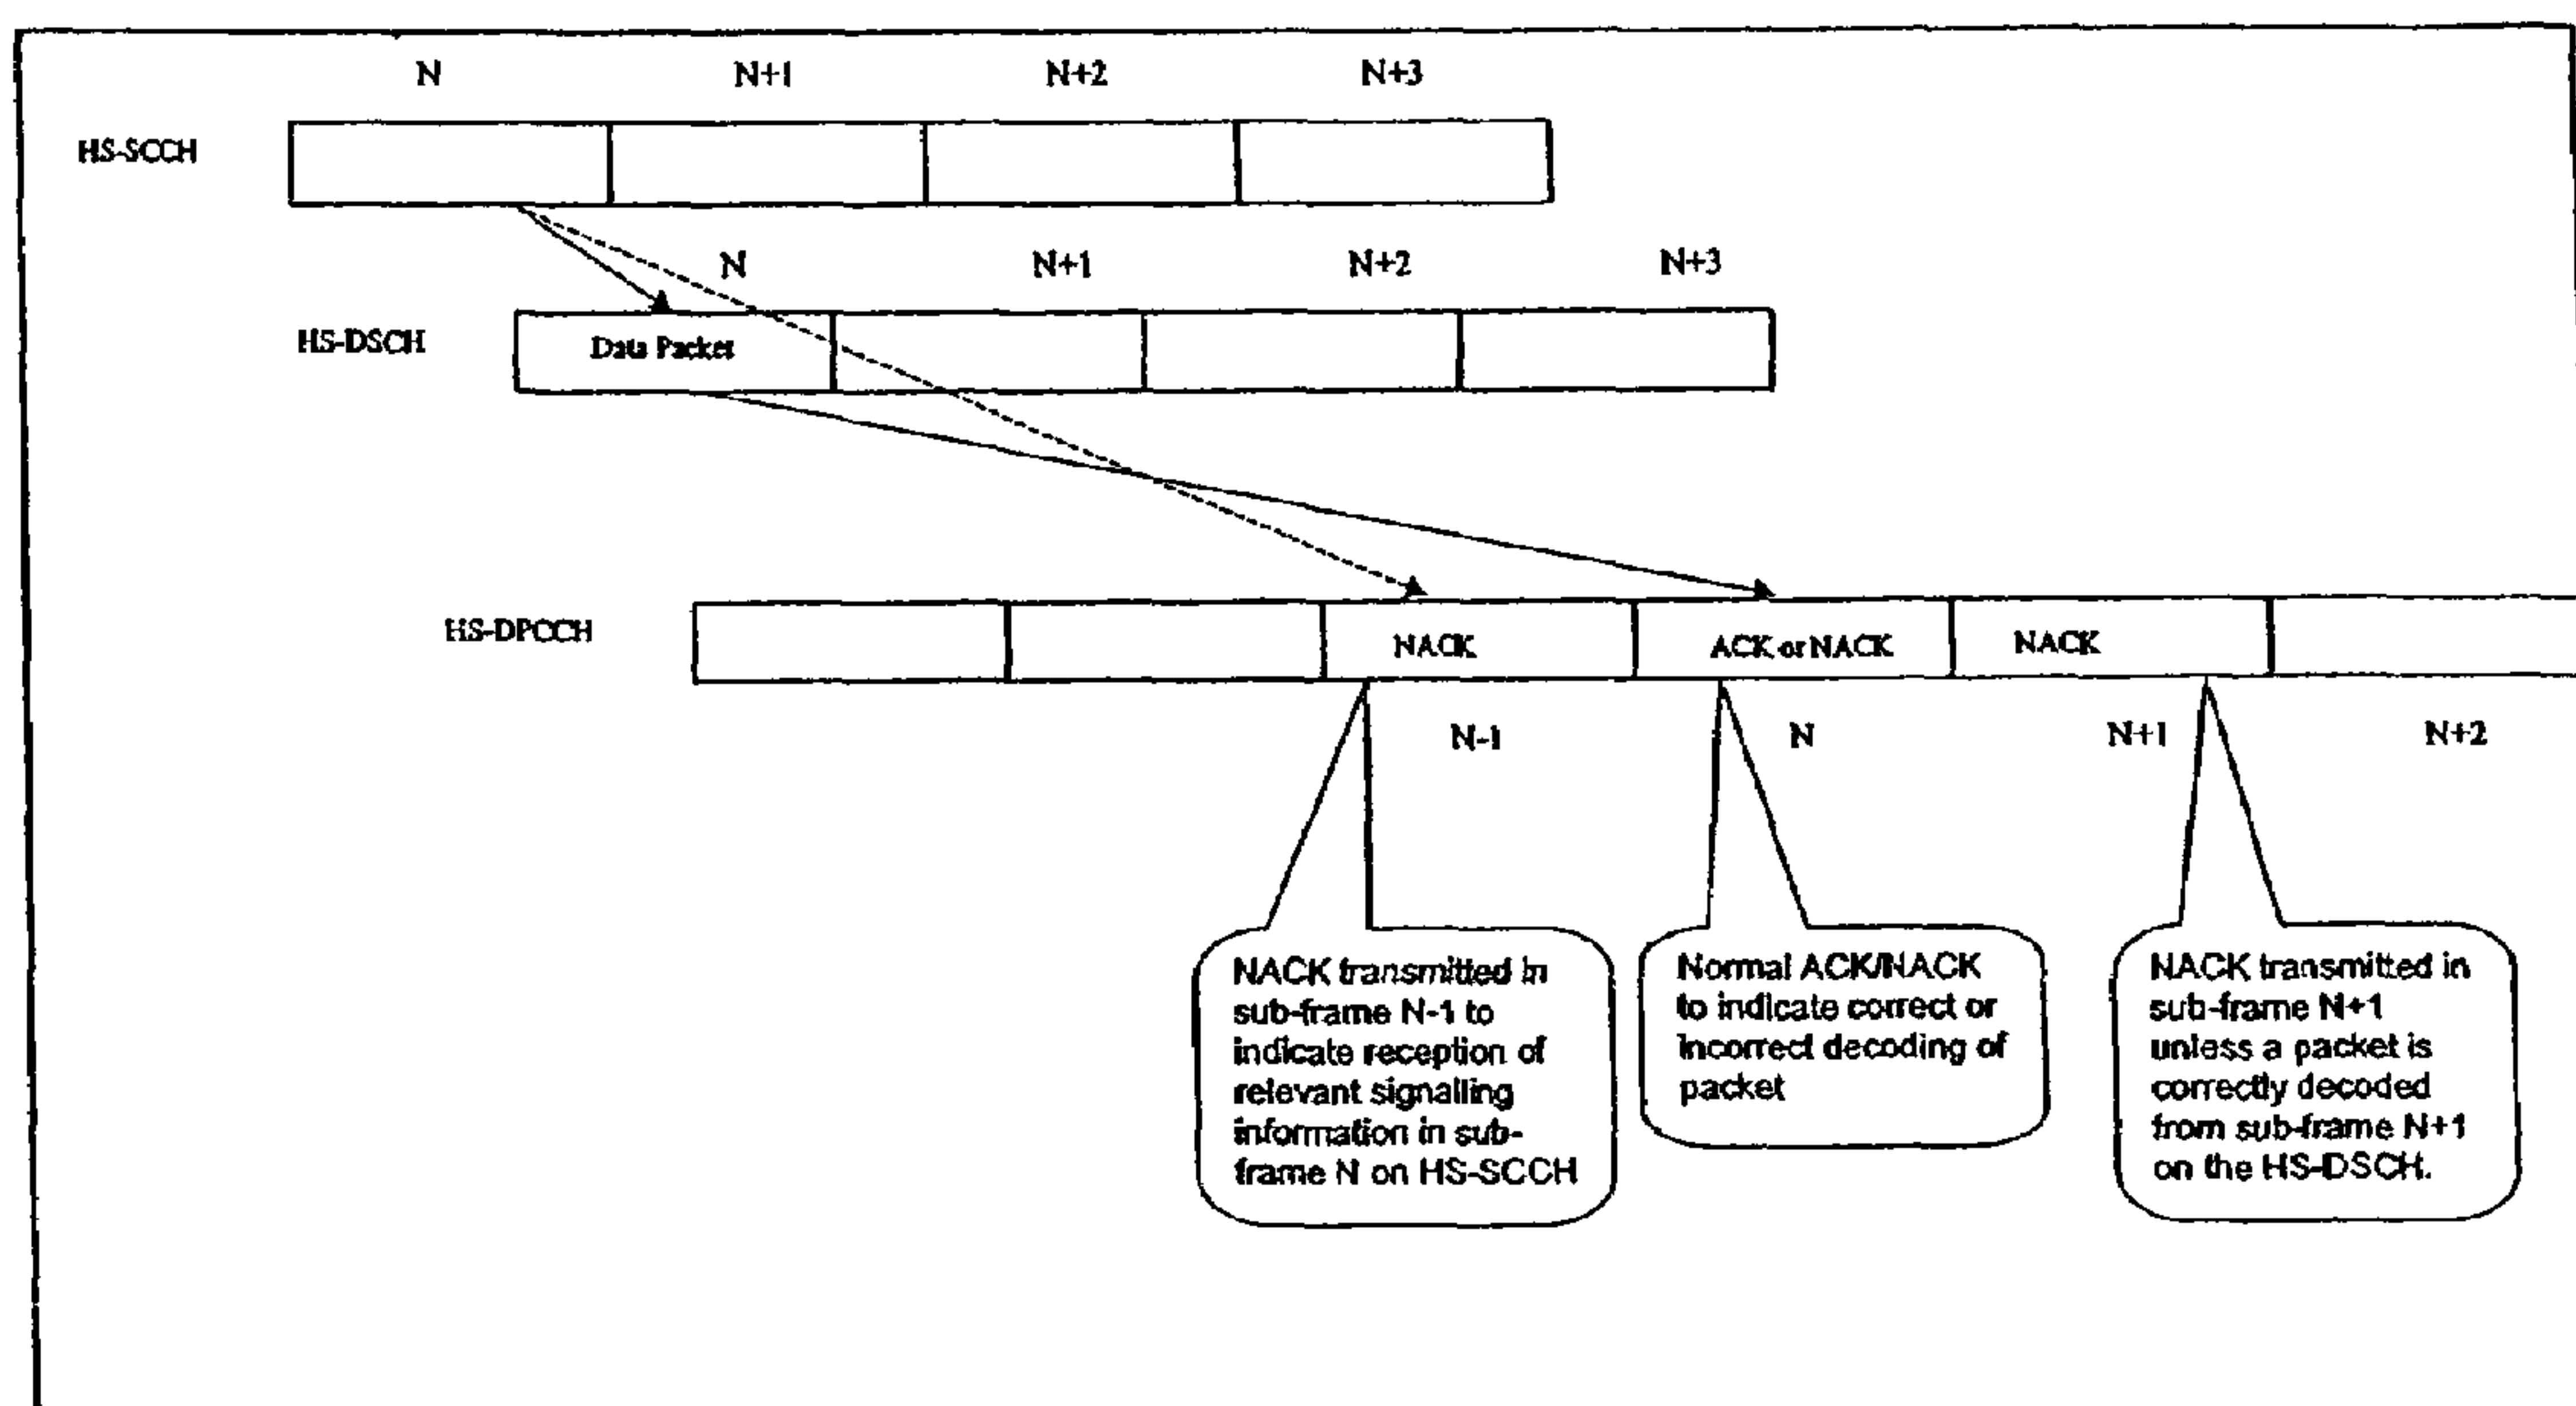 N N+1 N+2 N+3
HS-SCCH
N N+1 N+2 N+3
HS-DSCH Data Packet
HS-DPCCH NACK ACK or NACK NACK
N-1 N N+1 N+2
NACK transmitted in
sub-frame N-1 to
indicate reception of
relevant signalling
information in sub-
frame N on HS-SCCH
Normal ACK/NACK
to indicate correct or
incorrect decoding of
packet
NACK transmitted in
sub-frame N+1
unless a packet is
correctly decoded
from sub-frame N+1
on the HS-DSCH.